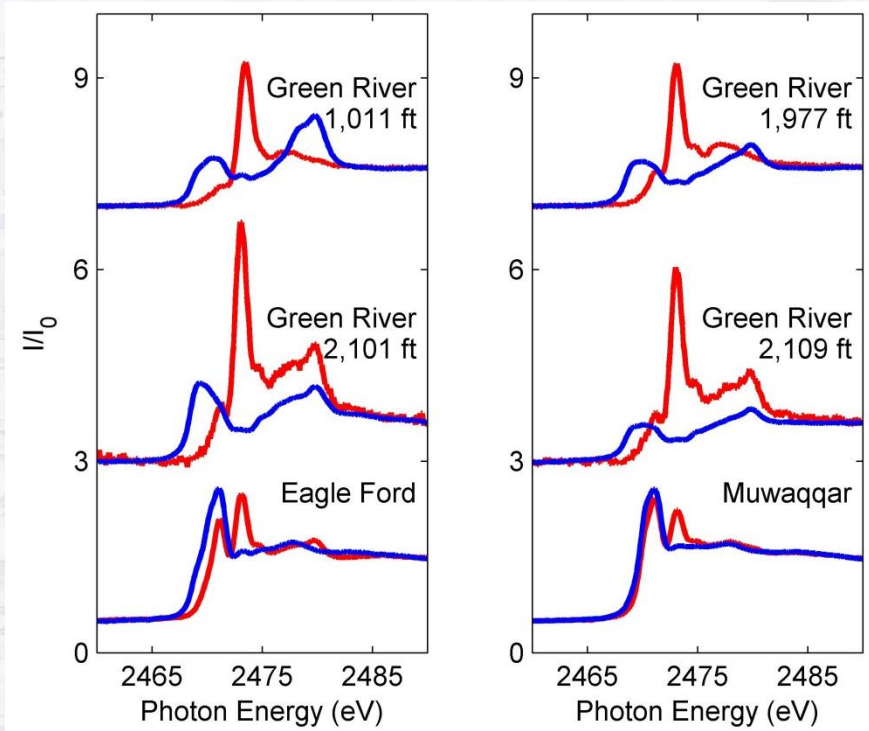 9
6
3
0
I/I0
Green River
1,011 ft
Green River
2,101 ft
Eagle Ford
2465 2475 2485
Photon Energy (eV)
9
6
3
0
Green River
1,977 ft
Green River
2,109 ft
Muwaqqar
2465 2475 2485
Photon Energy (eV)